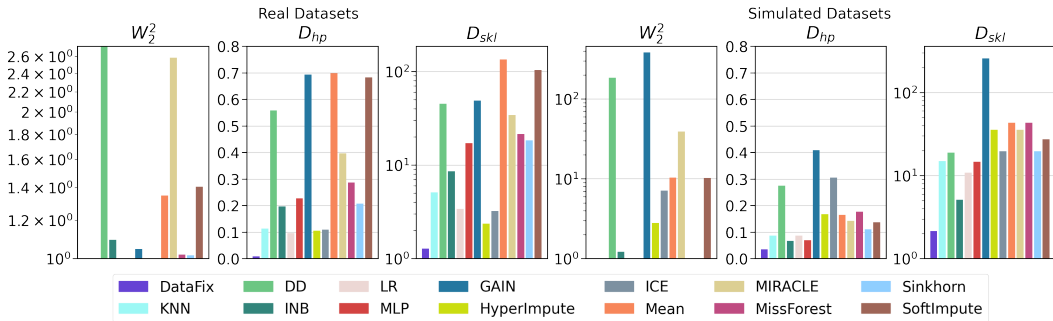 Real Datasets
Simulated Datasets
W₂²
D_hp
D_skl
W₂²
D_hp
D_skl
2.6 × 10⁰
2.4 × 10⁰
2.2 × 10⁰
2 × 10⁰
1.8 × 10⁰
1.6 × 10⁰
1.4 × 10⁰
1.2 × 10⁰
10⁰
0.8
0.7
0.6
0.5
0.4
0.3
0.2
0.1
0.0
10²
10¹
10⁰
10²
10¹
10⁰
0.8
0.7
0.6
0.5
0.4
0.3
0.2
0.1
0.0
10²
10¹
10⁰
DataFix DD LR GAIN ICE MIRACLE Sinkhorn
KNN INB MLP HyperImpute Mean MissForest SoftImpute